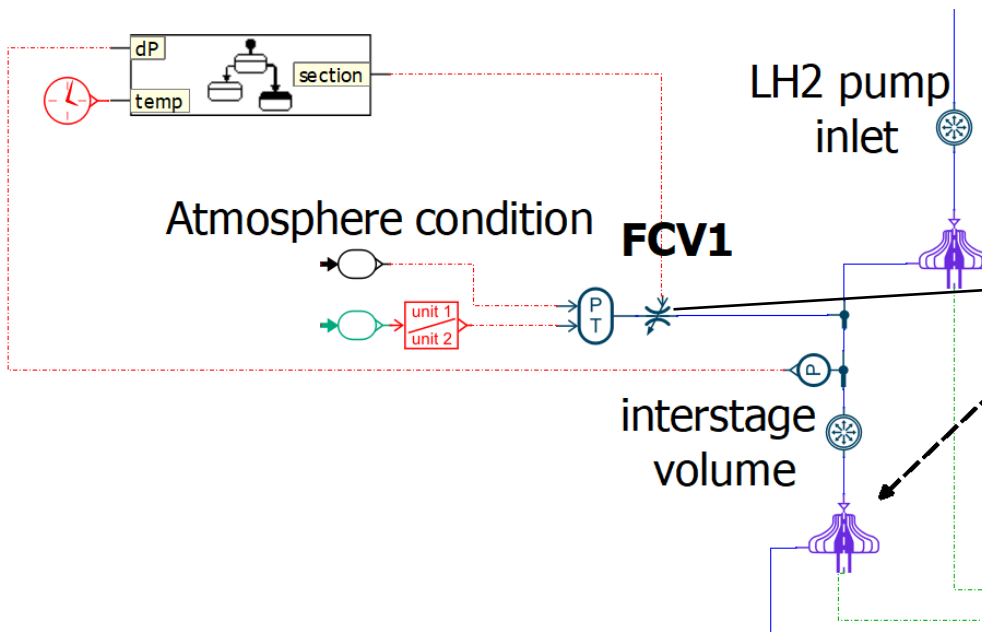 dP
section
temp
LH2 pump
inlet
Atmosphere condition
FCV1
unit 1
unit 2
P
T
P
interstage
volume